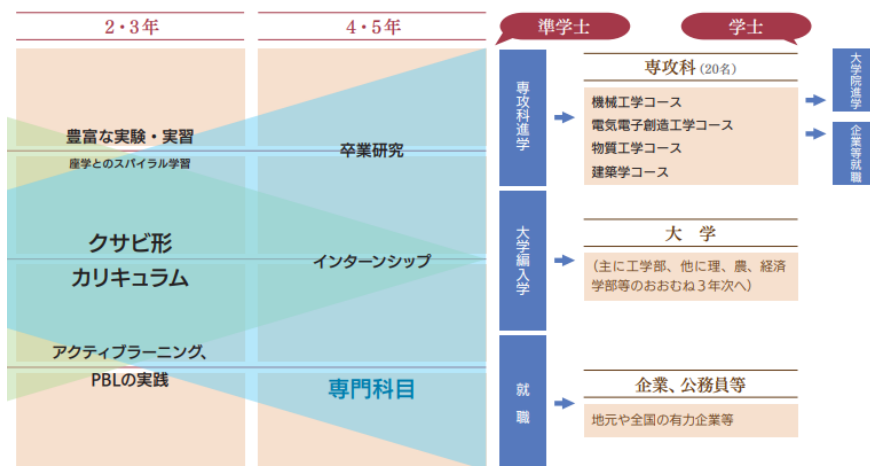 2・3年
4・5年
準学士
学士
豊富な実験・実習
座学とのスパイラル学習
クサビ形
カリキュラム
アクティブラーニング、
PBLの実践
卒業研究
インターンシップ
専門科目
専攻科進学
専攻科(20名)
機械工学コース
電気電子創造工学コース
物質工学コース
建築学コース
大学院進学
企業等就職
大学編入学
大 学
(主に工学部、他に理、農、経済
学部等のおおむね3年次へ)
就 職
企業、公務員等
地元や全国の有力企業等